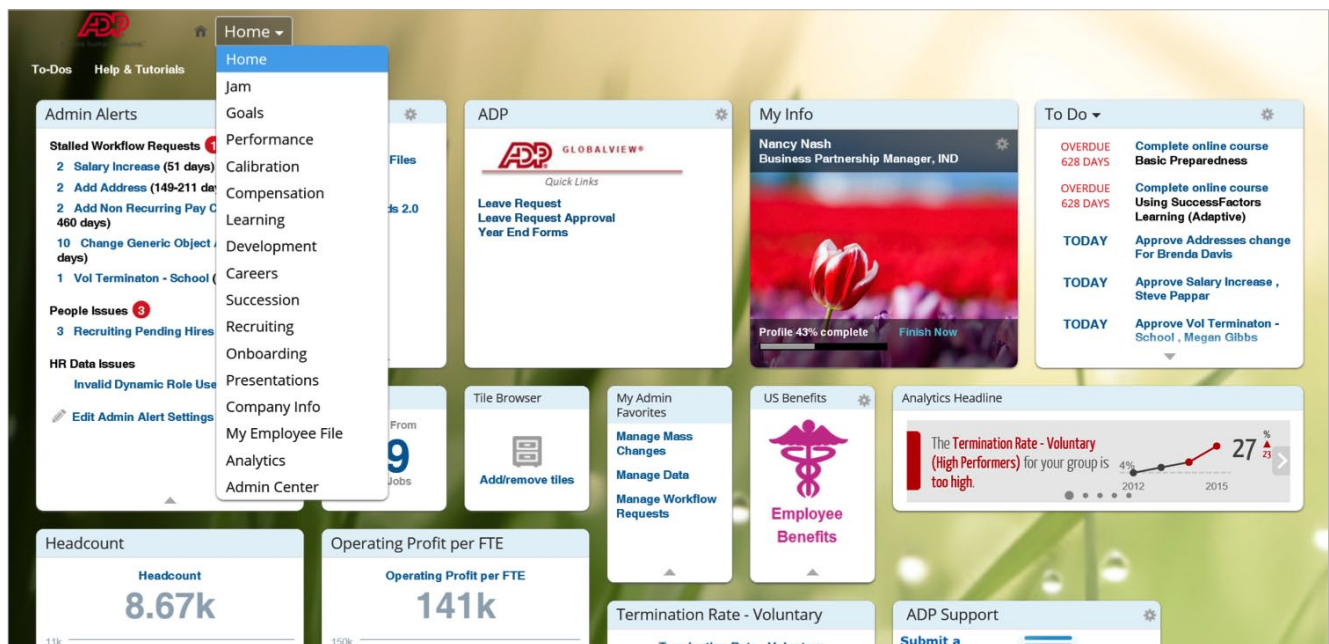 ADP
Home
To-Dos Help & Tutorials
Home
Jam
Goals
Performance
Calibration
Compensation
Learning
Development
Careers
Succession
Recruiting
Onboarding
Presentations
Company Info
My Employee File
Analytics
Admin Center
Admin Alerts
Stalled Workflow Requests
2 Salary Increase (51 days)
2 Add Address (149-211
2 Add Non Recurring Pay
460 days)
10 Change Generic Object
days)
1 Vol Terminaton - School
People Issues 3
3 Recruiting Pending Hires
HR Data Issues
Invalid Dynamic Role
Edit Admin Alert Settings
Files
2.0
ADP
ADP GLOBALVIEW®
Quick Links
Leave Request
Leave Request Approval
Year End Forms
My Info
Nancy Nash
Business Partnership Manager, IND
Profile 43% complete Finish Now
To Do
OVERDUE
628 DAYS
Complete online course
Basic Preparedness
OVERDUE
628 DAYS
Complete online course
Using SuccessFactors
Learning (Adaptive)
TODAY
Approve Addresses change
For Brenda Davis
TODAY
Approve Salary Increase ,
Steve Pappar
TODAY
Approve Vol Terminaton -
School , Megan Gibbs
From
9
Jobs
Tile Browser
Add/remove tiles
My Admin
Favorites
Manage Mass
Changes
Manage Data
Manage Workflow
Requests
US Benefits
Employee
Benefits
Analytics Headline
The Termination Rate - Voluntary
(High Performers) for your group is
too high.
4%
2012 2015
27 %
23
Headcount
Headcount
8.67k
11k
Operating Profit per FTE
Operating Profit per FTE
141k
150k
Termination Rate - Voluntary
Termination Rate - Voluntary
ADP Support
Submit a